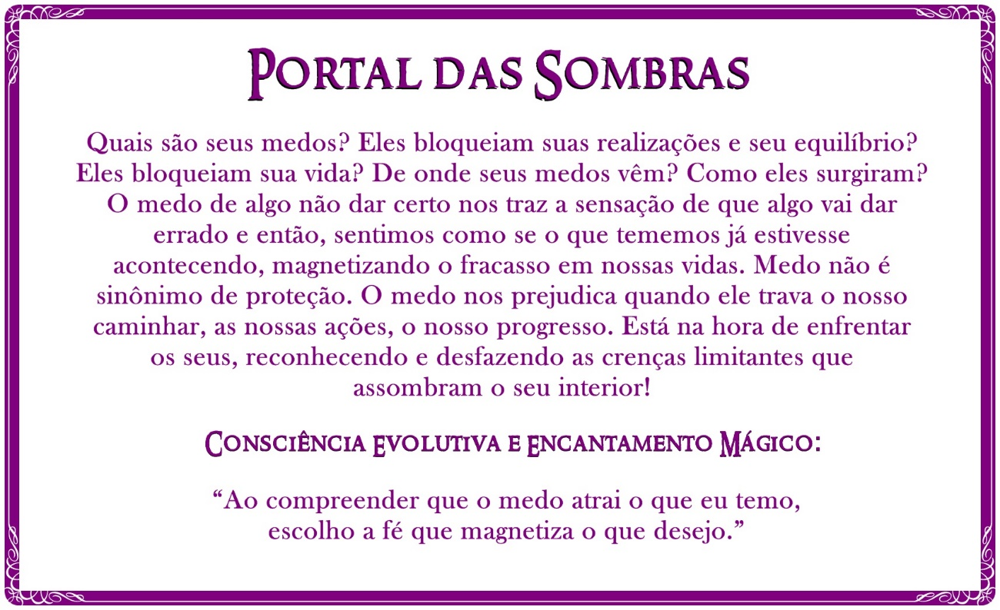 Portal das Sombras
Quais são seus medos? Eles bloqueiam suas realizações e seu equilíbrio?
Eles bloqueiam sua vida? De onde seus medos vêm? Como eles surgiram?
O medo de algo não dar certo nos traz a sensação de que algo vai dar
errado e então, sentimos como se o que tememos já estivesse
acontecendo, magnetizando o fracasso em nossas vidas. Medo não é
sinônimo de proteção. O medo nos prejudica quando ele trava o nosso
caminhar, as nossas ações, o nosso progresso. Está na hora de enfrentar
os seus, reconhecendo e desfazendo as crenças limitantes que
assombram o seu interior!
Consciência Evolutiva e Encantamento Mágico:
“Ao compreender que o medo atrai o que eu temo,
escolho a fé que magnetiza o que desejo.”